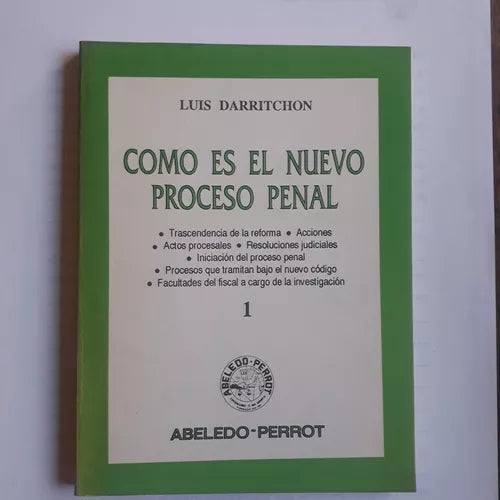 LUIS DARRITCHON
COMO ES EL NUEVO
PROCESO PENAL
• Trascendencia de la reforma • Acciones
• Actos procesales • Resoluciones judiciales
• Iniciación del proceso penal
• Procesos que tramitan bajo el nuevo código
• Facultades del fiscal a cargo de la investigación
1
ABELEDO-PERROT
ABELEDO-PERROT